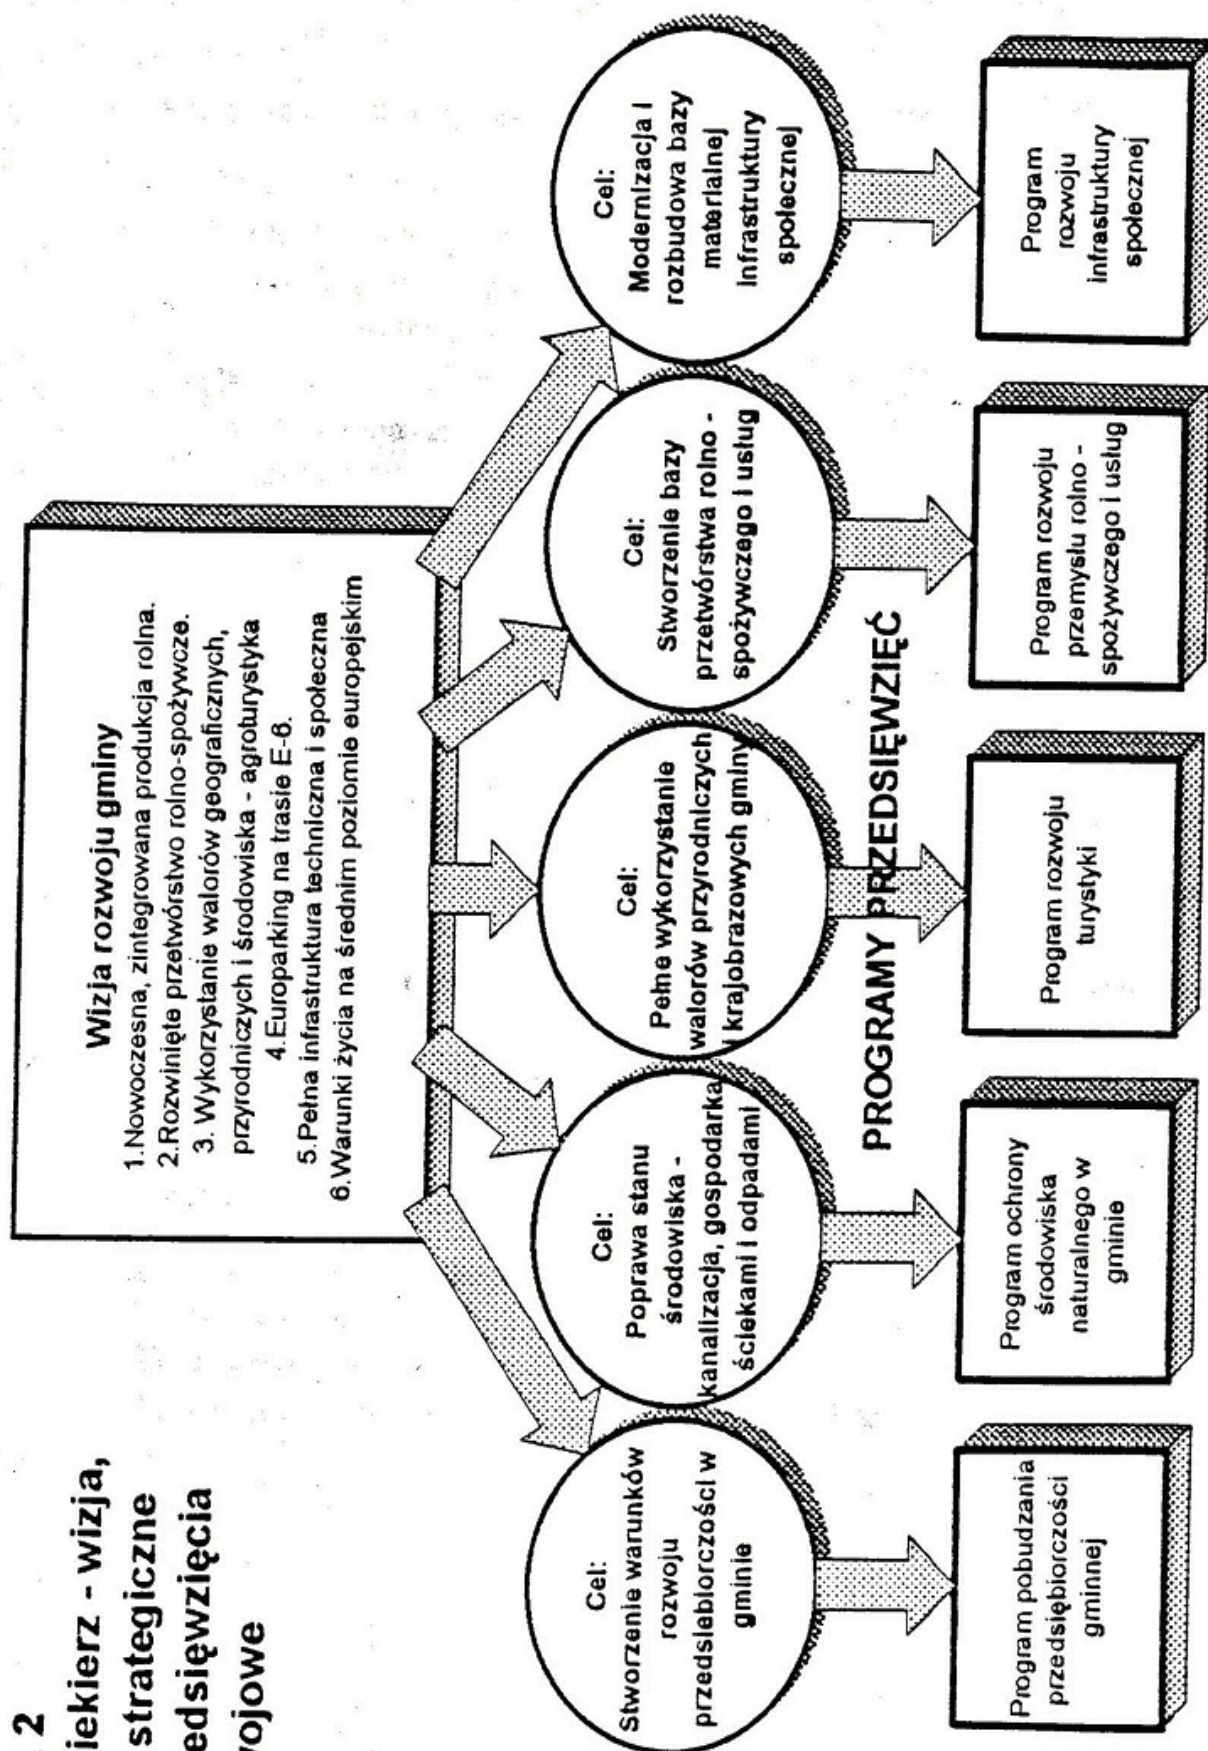 2
iekierz - wizja,
strategiczne
edsięwzięcia
ojowe
Wizja rozwoju gminy
1.Nowoczesna, zintegrowana produkcja rolna.
2.Rozwinięte przetwórstwo rolno-spożywcze.
3. Wykorzystanie walorów geograficznych,
przyrodniczych i środowiska - agroturystyka
4.Europarking na trasie E-6.
5.Pełna infrastruktura techniczna i społeczna
6.Warunki życia na średnim poziomie europejskim
Cel:
Stworzenie warunków
rozwoju
przedsiebiorczości w
gminie
Cel:
Poprawa stanu
środowiska -
kanalizacja, gospodarka
ściekami i odpadami
Cel:
Pełne wykorzystanie
walorów przyrodniczych
i krajobrazowych gminy
Cel:
Stworzenie bazy
przetwórstwa rolno -
spożywczego i usług
Cel:
Modernizacja i
rozbudowa bazy
materialnej
infrastruktury
społecznej
PROGRAMY PRZEDSIĘWZIĘĆ
Program pobudzania
przedsiębiorczości
gminnej
Program ochrony
środowiska
naturalnego w
gminie
Program rozwoju
turystyki
Program rozwoju
przemysłu rolno -
spożywczego i usług
Program
rozwoju
infrastruktury
społecznej